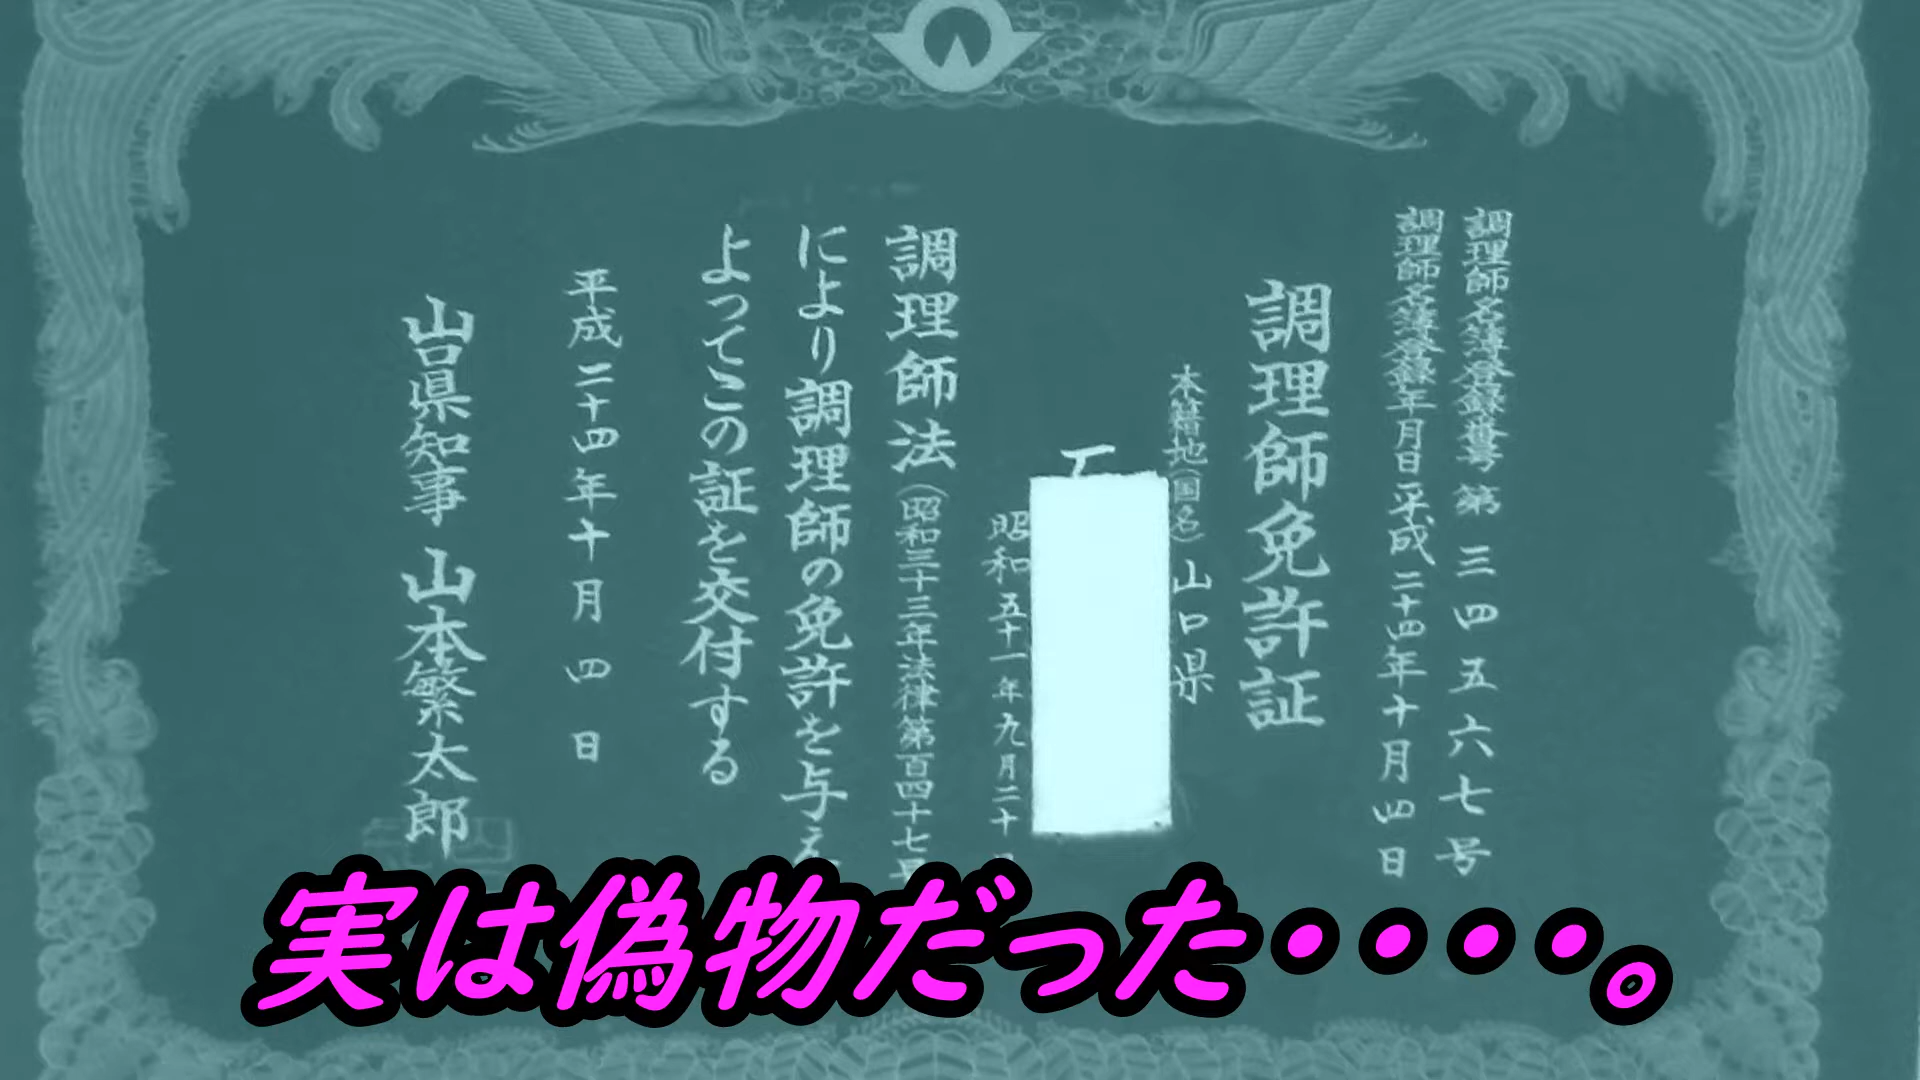 調理師名簿登録番号 第三四五六七号
調理師名簿登録年月日 平成二十四年十月四日
調理師免許証
本籍地(国名) 山口県
昭和五十一年九月二十
調理師法(昭和三十三年法律第百四十七号
により調理師の免許を与え
よってこの証を交付する
平成二十四年十月四日
山口県知事 山本繁太郎
実は偽物だった・・・・。